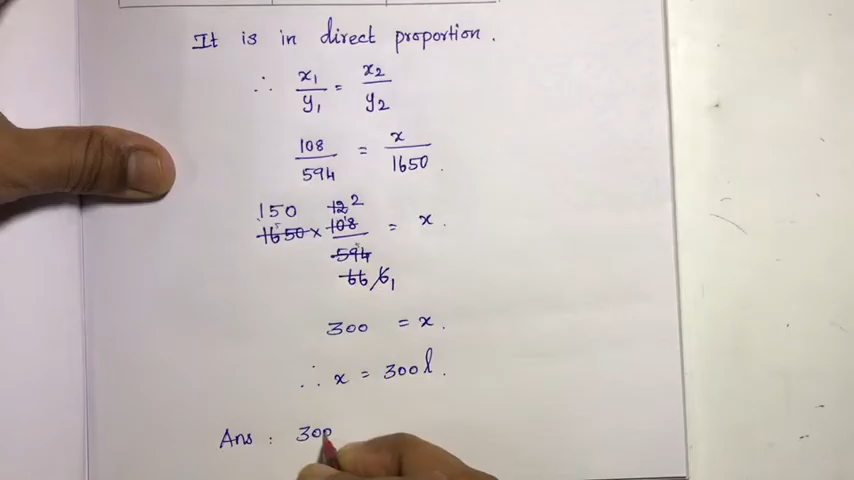 It is in direct proportion.
∴ x₁/y₁ = x₂/y₂
108/594 = x/1650.
150 12 2
1650 × 108/594 = x.
66 6 1
300 = x.
∴ x = 300 l.
Ans : 300